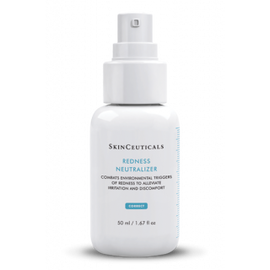 SKINCEUTICALS
REDNESS
NEUTRALIZER
COMBATS ENVIRONMENTAL TRIGGERS
OF REDNESS TO ALLEVIATE
IRRITATION AND DISCOMFORT
CORRECT
50 ml / 1.67 fl oz